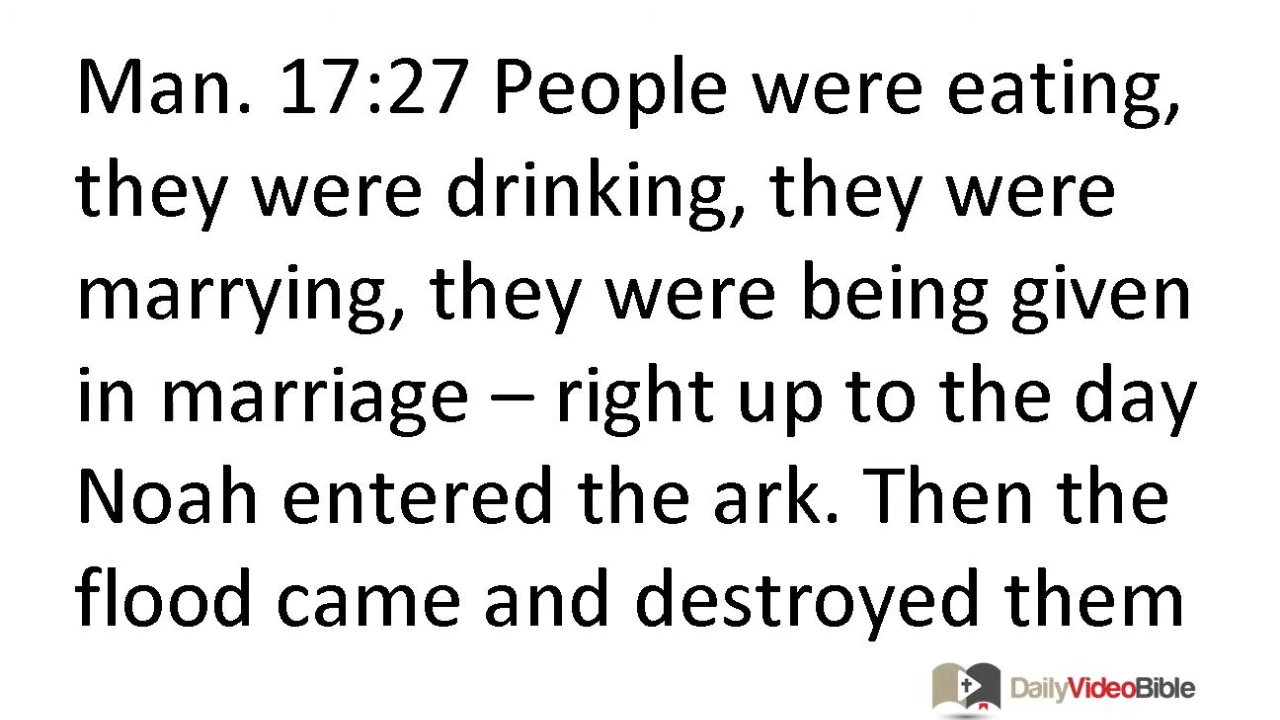 Man. 17:27 People were eating,
they were drinking, they were
marrying, they were being given
in marriage – right up to the day
Noah entered the ark. Then the
flood came and destroyed them
DailyVideoBible